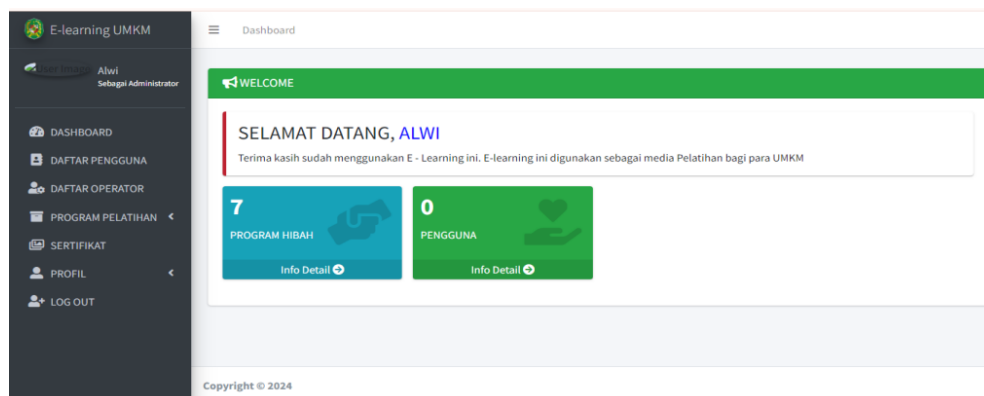 E-learning UMKM
Dashboard
Alwi
Sebagai Administrator
DASHBOARD
DAFTAR PENGGUNA
DAFTAR OPERATOR
PROGRAM PELATIHAN
SERTIFIKAT
PROFIL
LOG OUT
WELCOME
SELAMAT DATANG, ALWI
Terima kasih sudah menggunakan E - Learning ini. E-learning ini digunakan sebagai media Pelatihan bagi para UMKM
7
PROGRAM HIBAH
Info Detail
0
PENGGUNA
Info Detail
Copyright © 2024